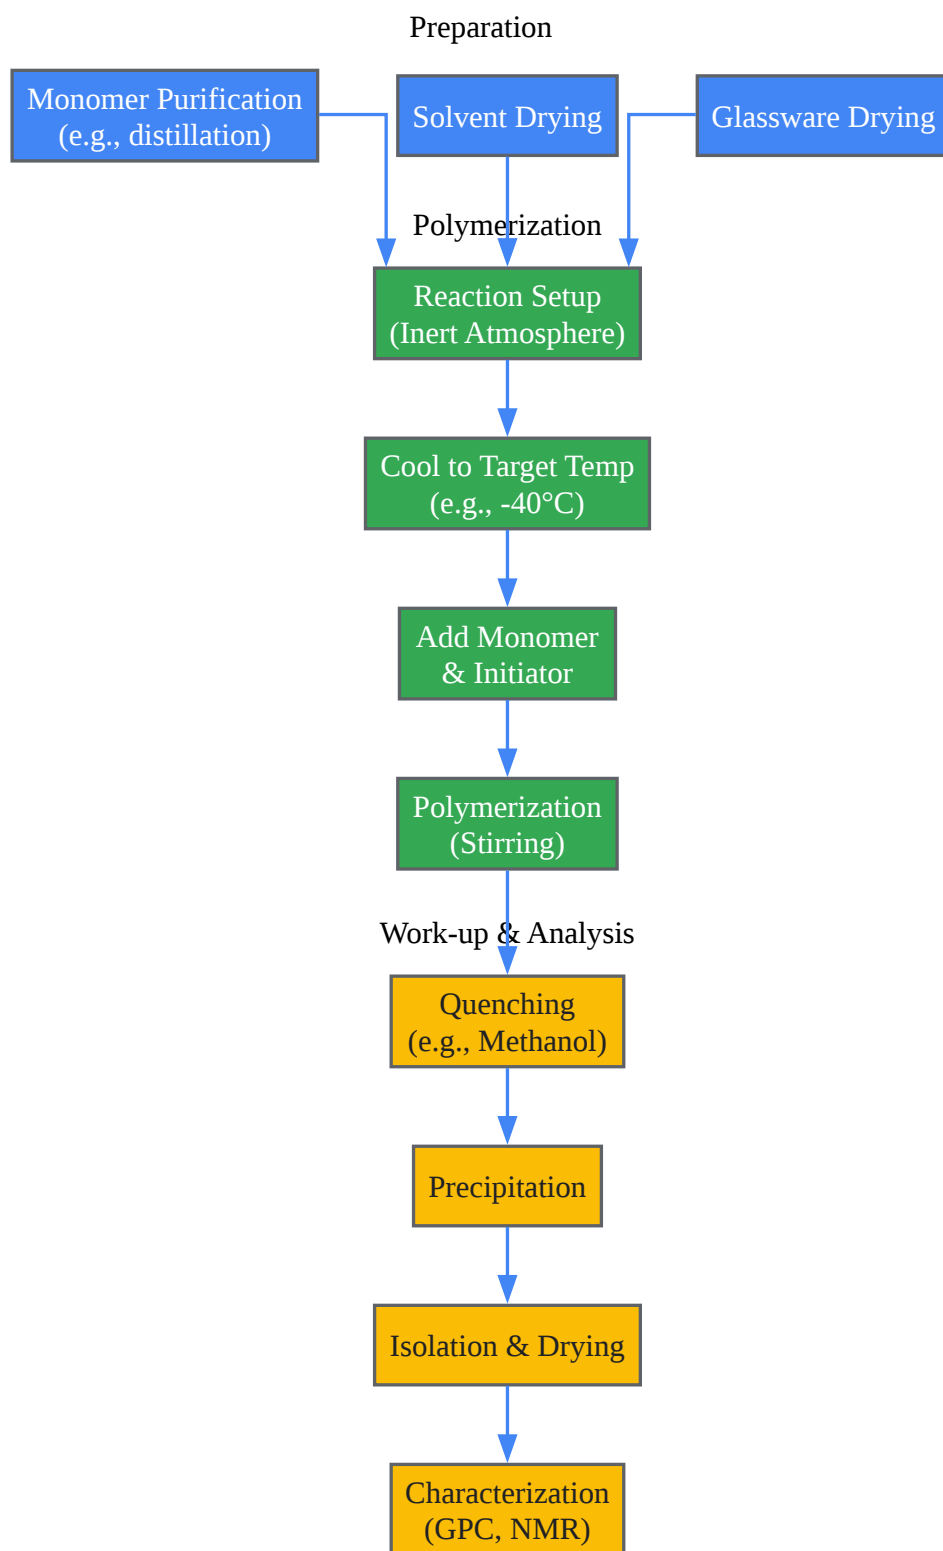 Preparation
Monomer Purification
(e.g., distillation)
Solvent Drying
Glassware Drying
Polymerization
Reaction Setup
(Inert Atmosphere)
Cool to Target Temp
(e.g., -40°C)
Add Monomer
& Initiator
Polymerization
(Stirring)
Work-up & Analysis
Quenching
(e.g., Methanol)
Precipitation
Isolation & Drying
Characterization
(GPC, NMR)